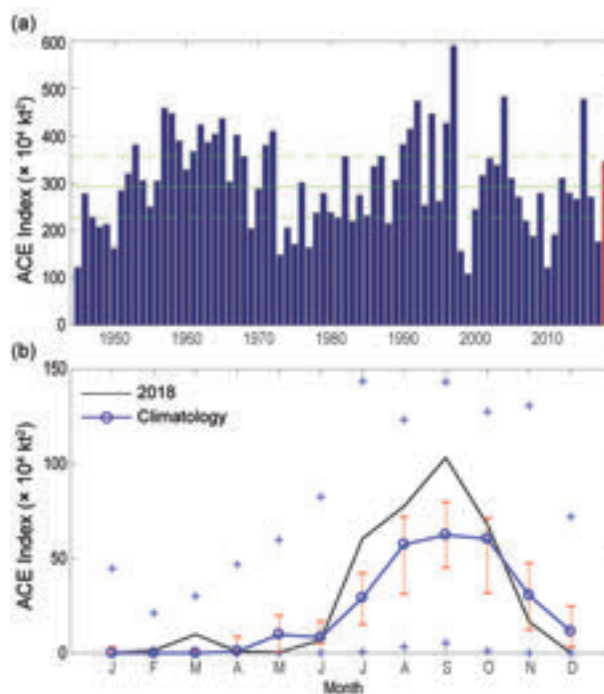 (a)
600
500
400
300
200
100
0
ACE Index (× 10⁴ kt²)
1950 1960 1970 1980 1990 2000 2010
(b)
150
100
50
0
ACE Index (× 10⁴ kt²)
2018
Climatology
J F M A M J J A S O N D
Month